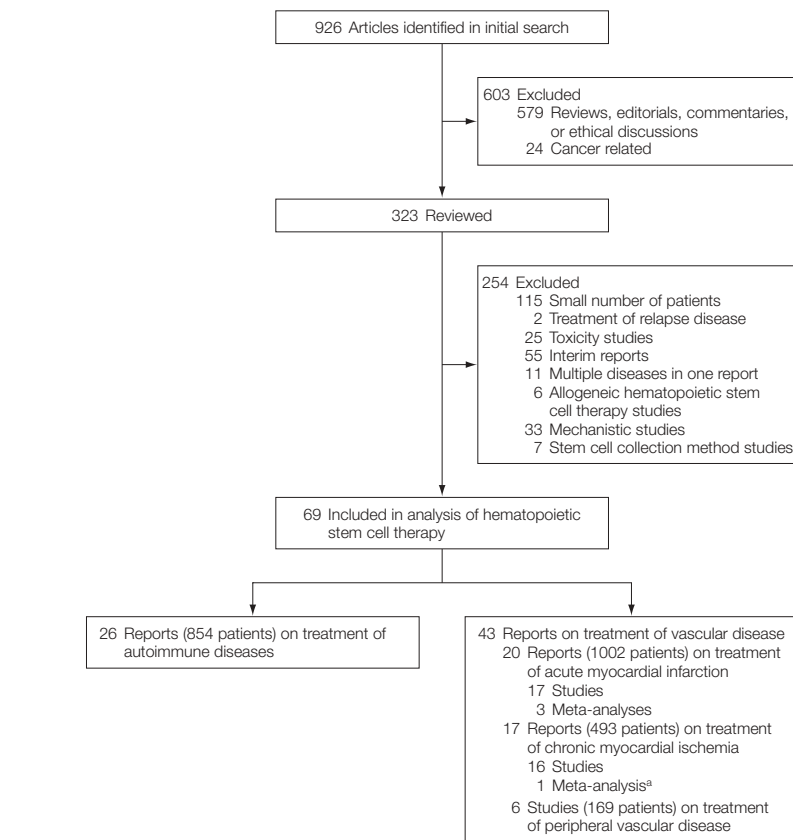 926 Articles identified in initial search
603 Excluded
579 Reviews, editorials, commentaries,
or ethical discussions
24 Cancer related
323 Reviewed
254 Excluded
115 Small number of patients
2 Treatment of relapse disease
25 Toxicity studies
55 Interim reports
11 Multiple diseases in one report
6 Allogeneic hematopoietic stem
cell therapy studies
33 Mechanistic studies
7 Stem cell collection method studies
69 Included in analysis of hematopoietic
stem cell therapy
26 Reports (854 patients) on treatment of
autoimmune diseases
43 Reports on treatment of vascular disease
20 Reports (1002 patients) on treatment
of acute myocardial infarction
17 Studies
3 Meta-analyses
17 Reports (493 patients) on treatment
of chronic myocardial ischemia
16 Studies
1 Meta-analysisᵃ
6 Studies (169 patients) on treatment
of peripheral vascular disease